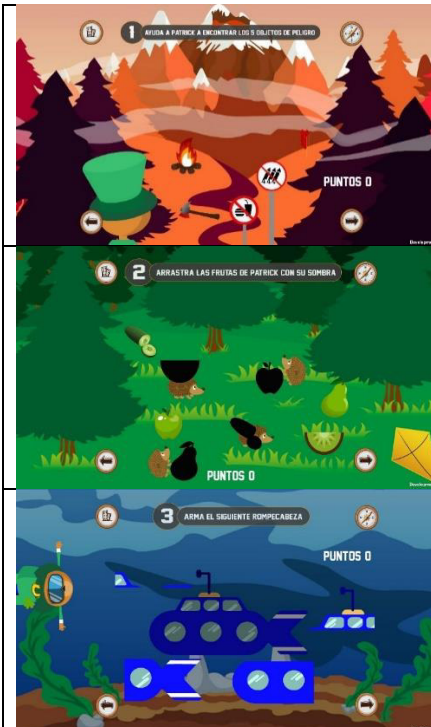 1 AYUDA A PATRICK A ENCONTRAR LOS 5 OBJETOS DE PELIGRO
PUNTOS 0
2 ARRASTRA LAS FRUTAS DE PATRICK CON SU SOMBRA
PUNTOS 0
3 ARMA EL SIGUIENTE ROMPECABEZA
PUNTOS 0